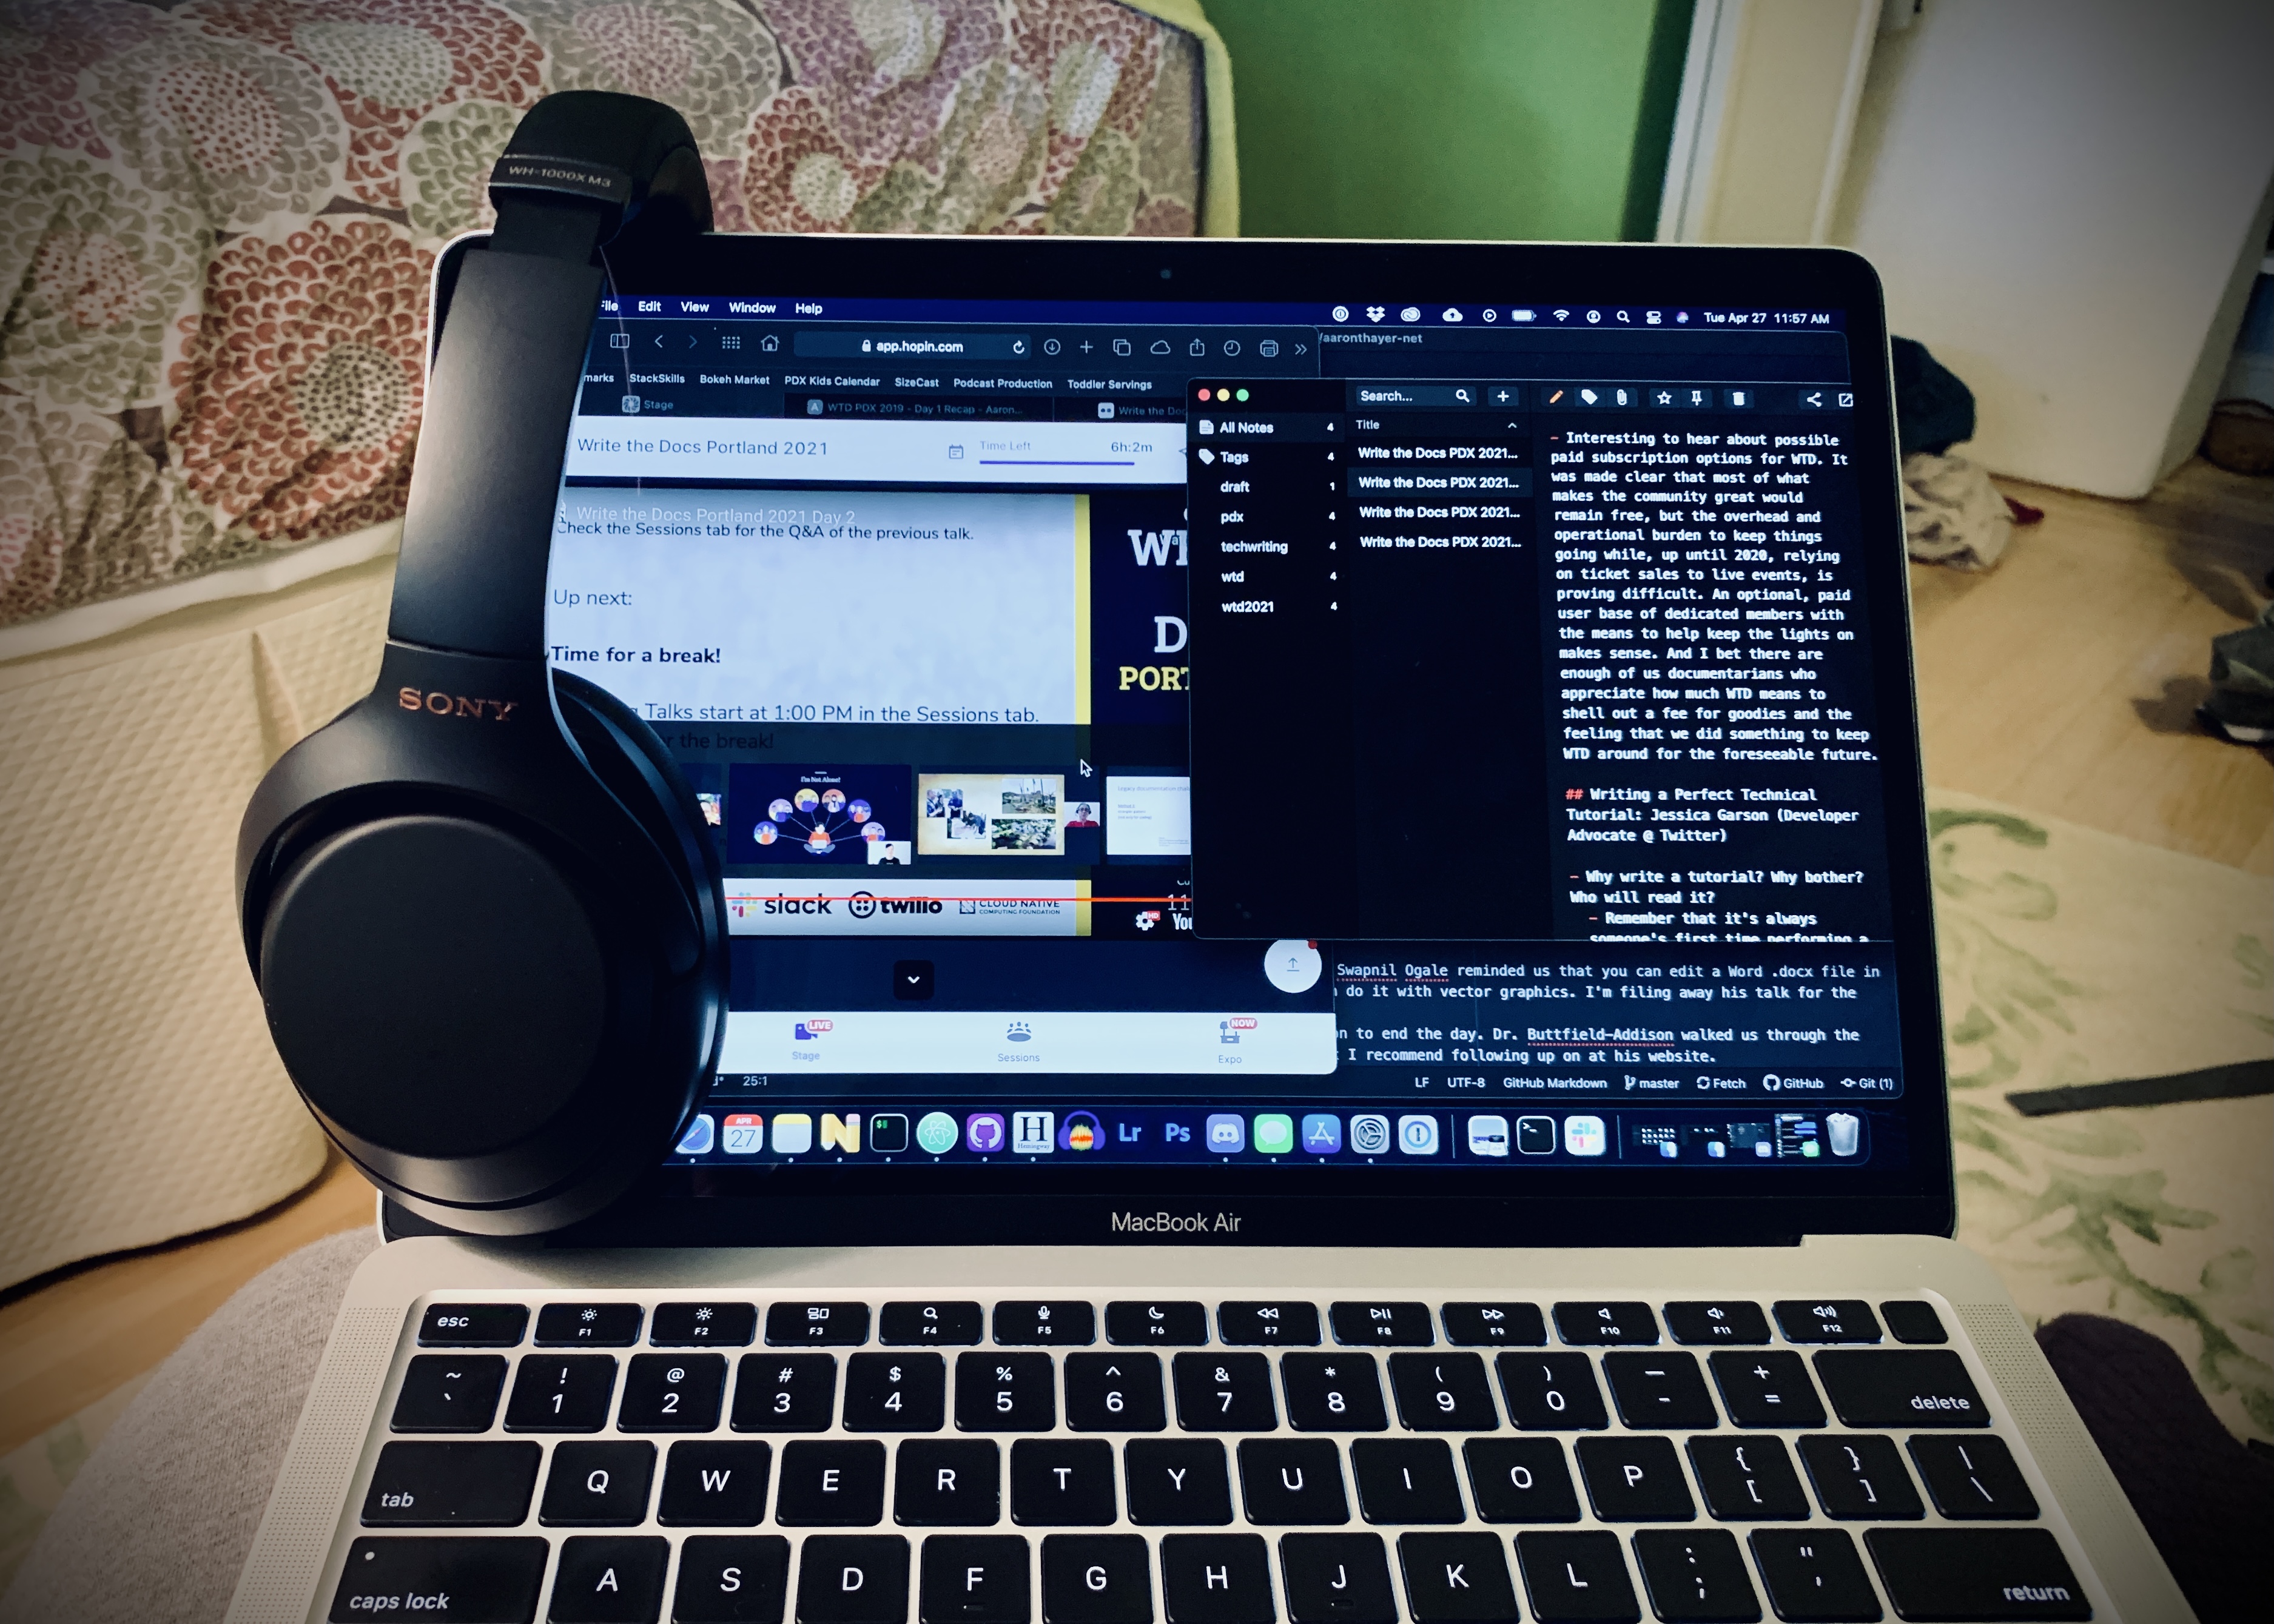 WH-1000XM3
SONY
File Edit View Window Help
Tue Apr 27 11:57 AM
app.hopin.com
/aaronthayer-net
marks StackSkills Bokeh Market PDX Kids Calendar SizeCast Podcast Production Toddler Servings
Stage
WTD PDX 2019 - Day 1 Recap - Aaron...
Write the Doc
Write the Docs Portland 2021
Time Left
6h:2m
Write the Docs Portland 2021 Day 2
Check the Sessions tab for the Q&A of the previous talk.
Up next:
Time for a break!
Talks start at 1:00 PM in the Sessions tab.
the break!
PORT
I'm Not Alone!
slack twilio CLOUD NATIVE
COMPUTING FOUNDATION
LIVE
Stage
Sessions
NOW
Expo
Search...
All Notes 4
Tags 4
draft 1
pdx 4
techwriting 4
wtd 4
wtd2021 4
Title
Write the Docs PDX 2021...
Write the Docs PDX 2021...
Write the Docs PDX 2021...
Write the Docs PDX 2021...
- Interesting to hear about possible
paid subscription options for WTD. It
was made clear that most of what
makes the community great would
remain free, but the overhead and
operational burden to keep things
going while, up until 2020, relying
on ticket sales to live events, is
proving difficult. An optional, paid
user base of dedicated members with
the means to help keep the lights on
makes sense. And I bet there are
enough of us documentarians who
appreciate how much WTD means to
shell out a fee for goodies and the
feeling that we did something to keep
WTD around for the foreseeable future.
## Writing a Perfect Technical
Tutorial: Jessica Garson (Developer
Advocate @ Twitter)
- Why write a tutorial? Why bother?
Who will read it?
- Remember that it's always
someone's first time performing a
Swapnil Ogale reminded us that you can edit a Word .docx file in
do it with vector graphics. I'm filing away his talk for the
to end the day. Dr. Buttfield-Addison walked us through the
I recommend following up on at his website.
25:1
LF UTF-8 GitHub Markdown master Fetch GitHub Git (1)
APR
27
H
Lr Ps
MacBook Air
esc F1 F2 F3 F4 F5 F6 F7 F8 F9 F10 F11 F12
~ ! @ # $ % ^ & * ( ) — +
` 1 2 3 4 5 6 7 8 9 0 - = delete
tab Q W E R T Y U I O P { [ } ] | \
caps lock A S D F G H J K L : ; " ' return